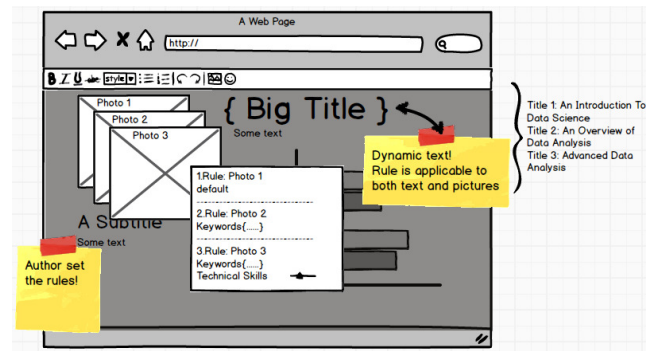 A Web Page
http://
B I U abc style
Photo 1
Photo 2
Photo 3
{ Big Title }
Some text
Title 1: An Introduction To
Data Science
Title 2: An Overview of
Data Analysis
Title 3: Advanced Data
Analysis
Dynamic text!
Rule is applicable to
both text and pictures
1.Rule: Photo 1
default
2.Rule: Photo 2
Keywords{......}
3.Rule: Photo 3
Keywords{......}
Technical Skills
A Subtitle
Some text
Author set
the rules!